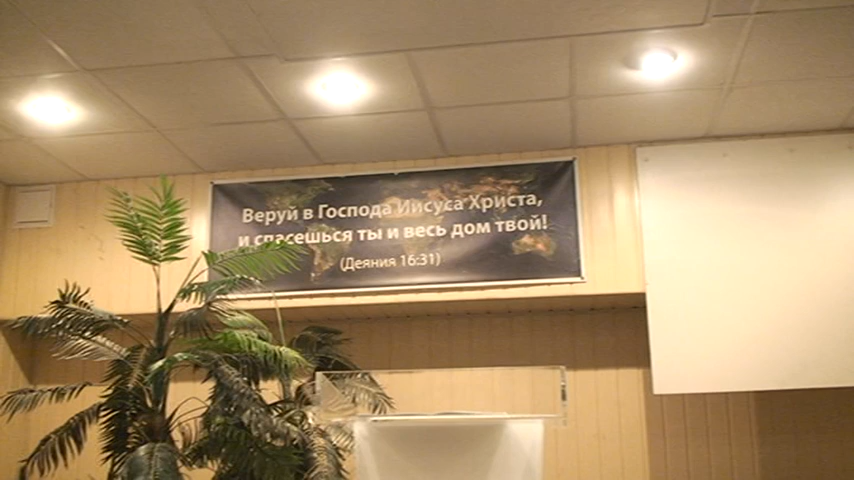 Веруй в Господа Иисуса Христа,
и спасешься ты и весь дом твой!
(Деяния 16:31)